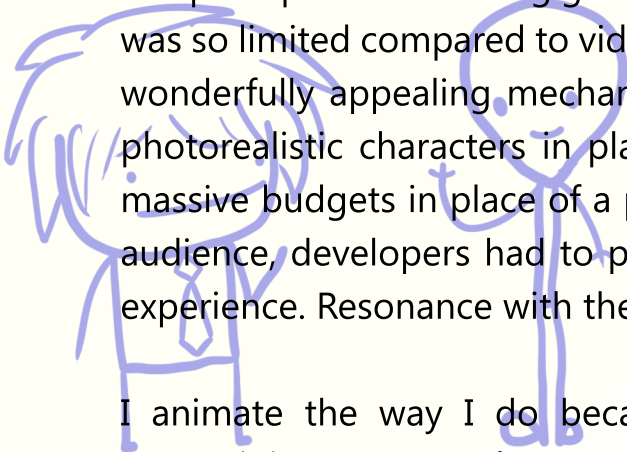 was so limited compared to vid
wonderfully appealing mechan
photorealistic characters in pla
massive budgets in place of a p
audience, developers had to p
experience. Resonance with the
I animate the way I do beca